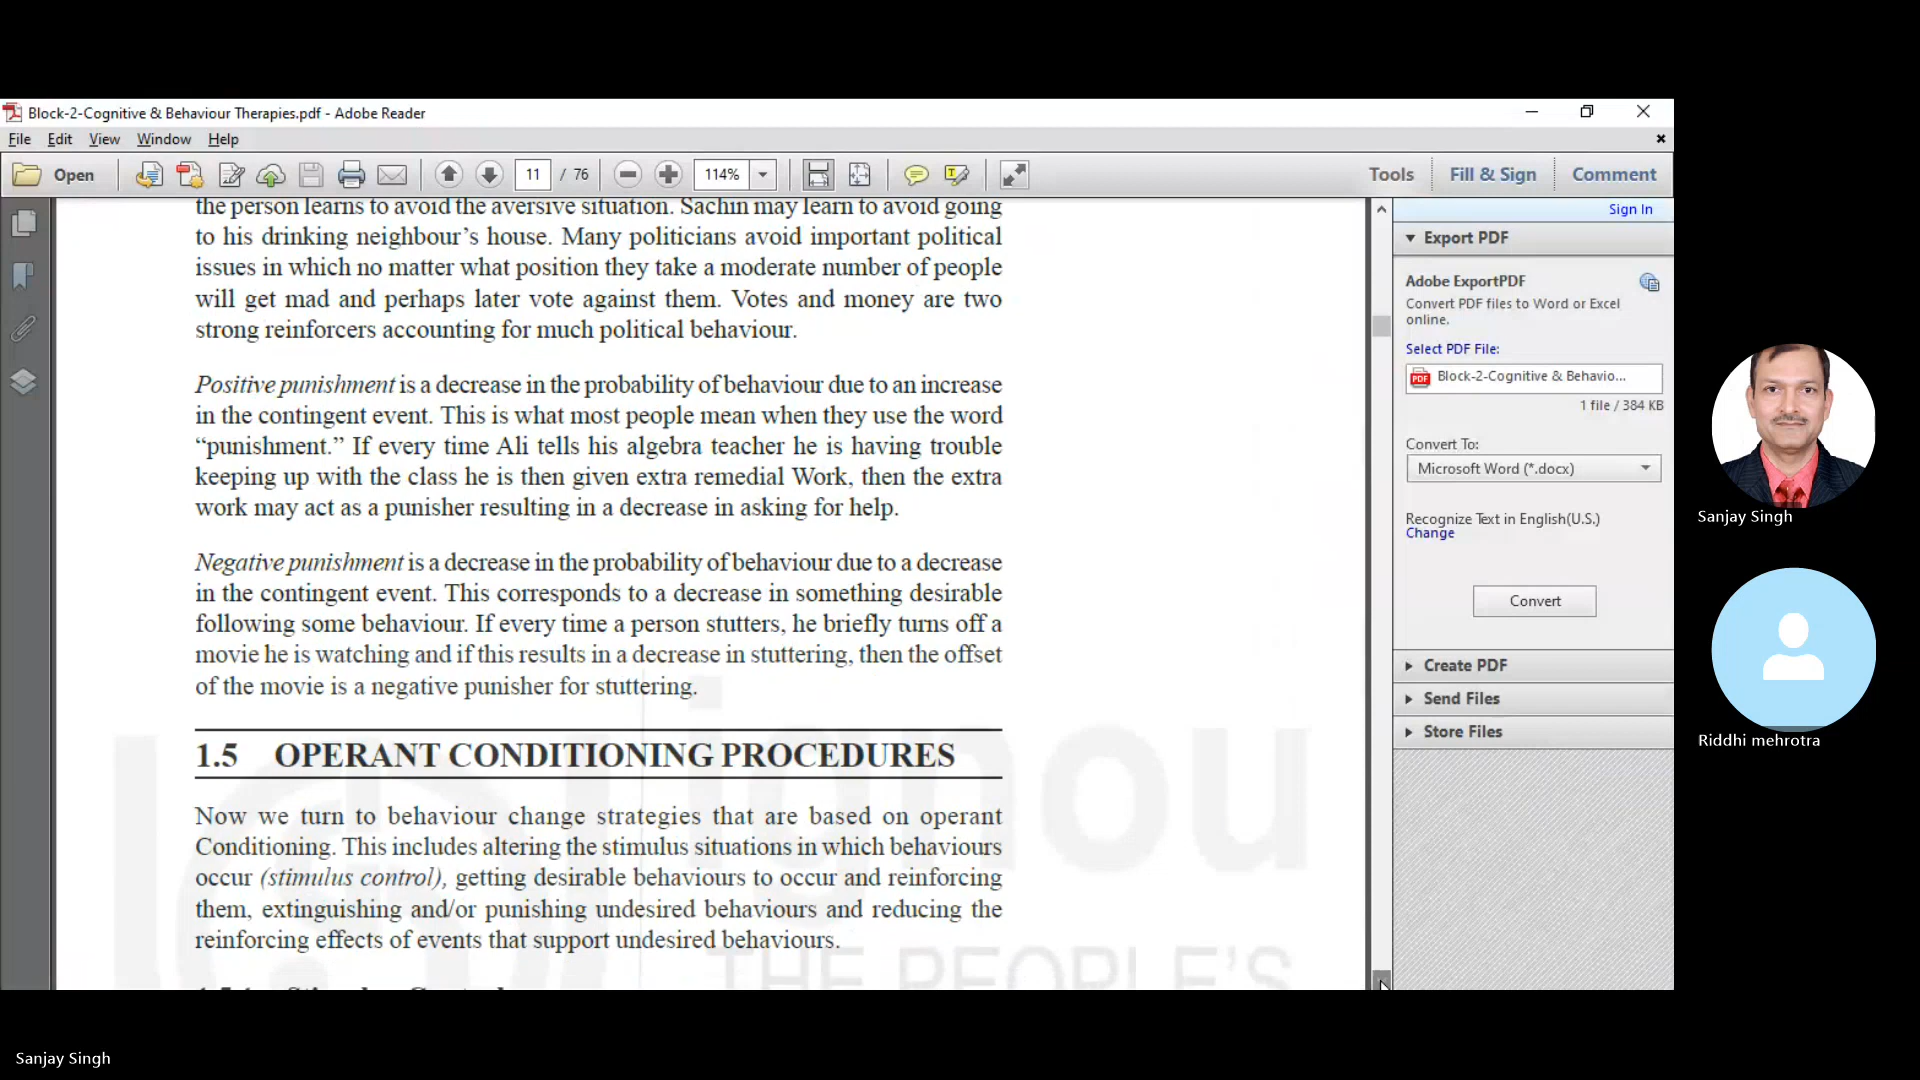 Block-2-Cognitive & Behaviour Therapies.pdf - Adobe Reader
File Edit View Window Help
Open 11 / 76 114% Tools Fill & Sign Comment
the person learns to avoid the aversive situation. Sachin may learn to avoid going
to his drinking neighbour's house. Many politicians avoid important political
issues in which no matter what position they take a moderate number of people
will get mad and perhaps later vote against them. Votes and money are two
strong reinforcers accounting for much political behaviour.
Positive punishment is a decrease in the probability of behaviour due to an increase
in the contingent event. This is what most people mean when they use the word
“punishment.” If every time Ali tells his algebra teacher he is having trouble
keeping up with the class he is then given extra remedial Work, then the extra
work may act as a punisher resulting in a decrease in asking for help.
Negative punishment is a decrease in the probability of behaviour due to a decrease
in the contingent event. This corresponds to a decrease in something desirable
following some behaviour. If every time a person stutters, he briefly turns off a
movie he is watching and if this results in a decrease in stuttering, then the offset
of the movie is a negative punisher for stuttering.
1.5 OPERANT CONDITIONING PROCEDURES
Now we turn to behaviour change strategies that are based on operant
Conditioning. This includes altering the stimulus situations in which behaviours
occur (stimulus control), getting desirable behaviours to occur and reinforcing
them, extinguishing and/or punishing undesired behaviours and reducing the
reinforcing effects of events that support undesired behaviours.
ignou
THE PEOPLE'S
Sign In
Export PDF
Adobe ExportPDF
Convert PDF files to Word or Excel
online.
Select PDF File:
PDF Block-2-Cognitive & Behavio...
1 file / 384 KB
Convert To:
Microsoft Word (*.docx)
Recognize Text in English(U.S.)
Change
Convert
Create PDF
Send Files
Store Files
Sanjay Singh
Riddhi mehrotra
Sanjay Singh